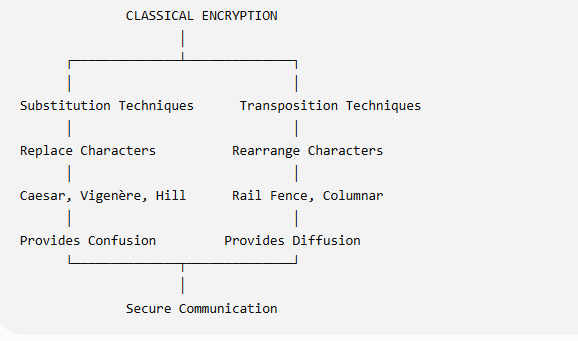 CLASSICAL ENCRYPTION
Substitution Techniques Transposition Techniques
Replace Characters Rearrange Characters
Caesar, Vigenère, Hill Rail Fence, Columnar
Provides Confusion Provides Diffusion
Secure Communication